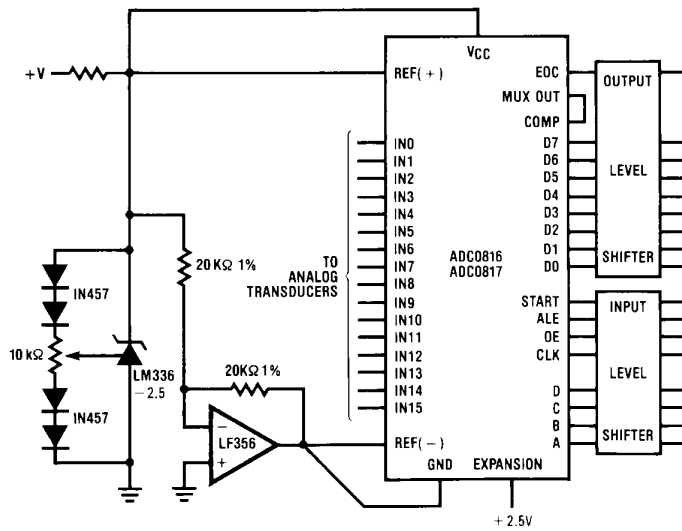 VCC
+V
REF(+)
EOC
OUTPUT
MUX OUT
COMP
IN0
IN1
IN2
IN3
IN4
IN5
IN6
IN7
IN8
IN9
IN10
IN11
IN12
IN13
IN14
IN15
D7
D6
D5
D4
D3
D2
D1
D0
LEVEL
SHIFTER
TO
ANALOG
TRANSDUCERS
ADC0816
ADC0817
20KΩ 1%
IN457
10 kΩ
LM336
-2.5
20KΩ 1%
IN457
LF356
-
+
START
ALE
OE
CLK
D
C
B
A
INPUT
LEVEL
SHIFTER
REF(-)
GND
EXPANSION
+2.5V